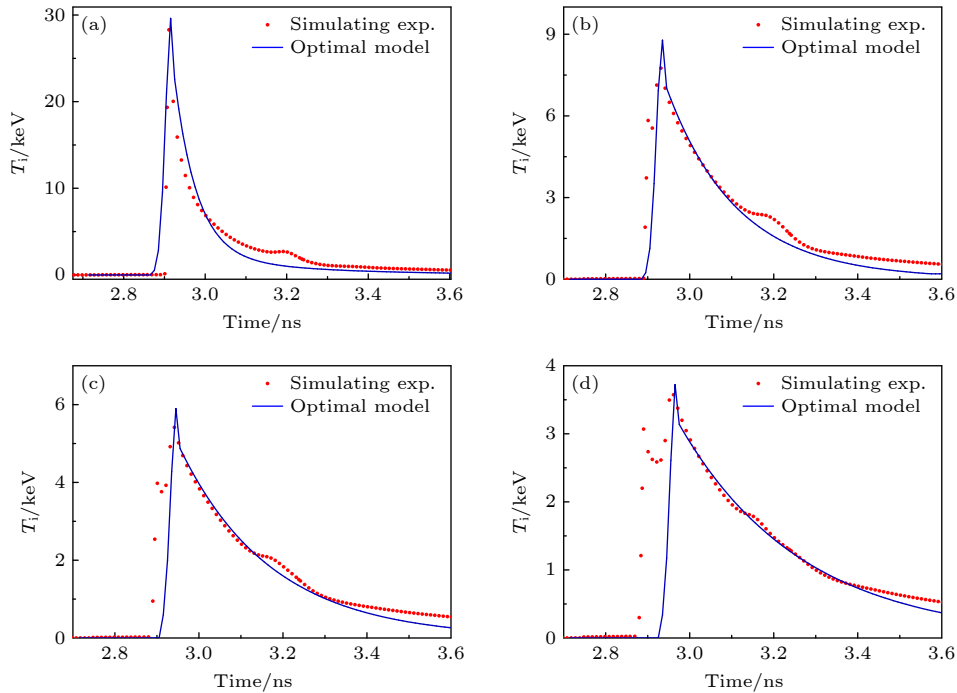 (a)
Simulating exp.
Optimal model
30
20
10
0
Ti/keV
2.8 3.0 3.2 3.4 3.6
Time/ns
(b)
Simulating exp.
Optimal model
9
6
3
0
Ti/keV
2.8 3.0 3.2 3.4 3.6
Time/ns
(c)
Simulating exp.
Optimal model
6
4
2
0
Ti/keV
2.8 3.0 3.2 3.4 3.6
Time/ns
(d)
Simulating exp.
Optimal model
4
3
2
1
0
Ti/keV
2.8 3.0 3.2 3.4 3.6
Time/ns